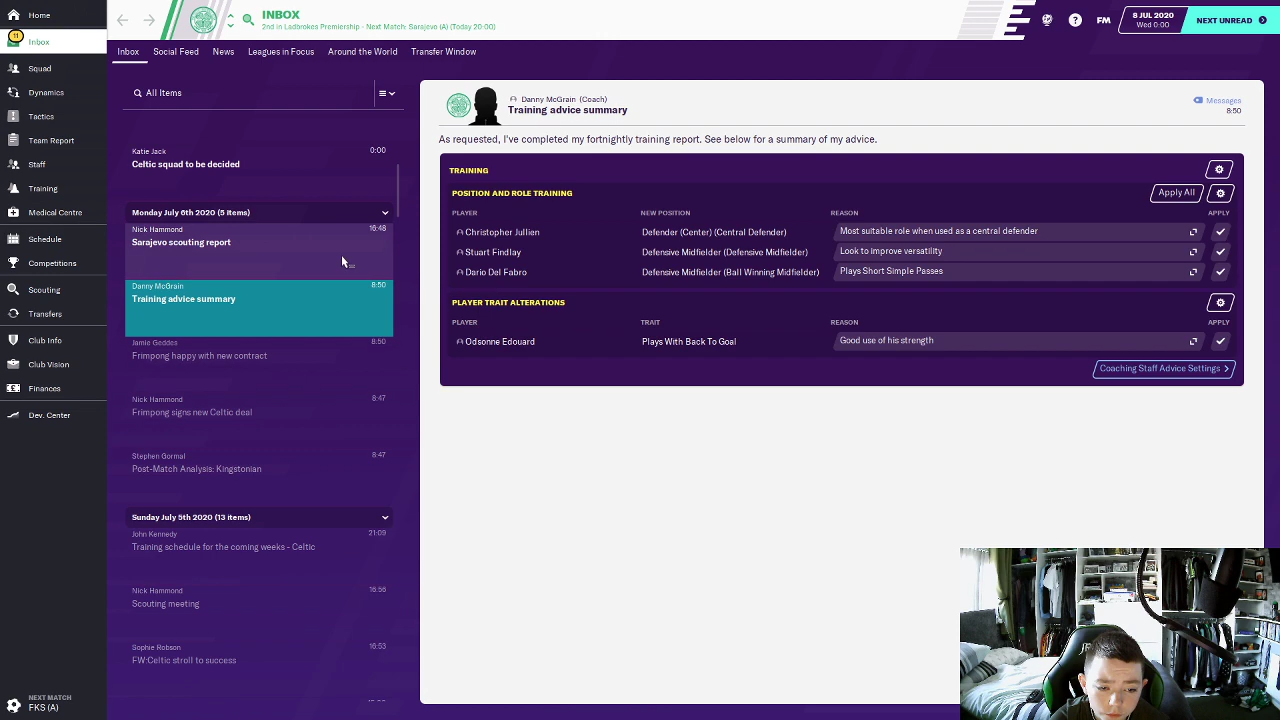 INBOX
2nd in Ladbrokes Premiership - Next Match: Sarajevo (A) (Today 20:00)
FM
8 JUL 2020
Wed 0:00
NEXT UNREAD
11
Inbox
Squad
Dynamics
Tactics
Team Report
Staff
Training
Medical Centre
Schedule
Competitions
Scouting
Transfers
Club Info
Club Vision
Finances
Dev. Center
NEXT MATCH
FKS (A)
Inbox
Social Feed
News
Leagues in Focus
Around the World
Transfer Window
All Items
Katie Jack
0:00
Celtic squad to be decided
Monday July 6th 2020 (5 items)
Nick Hammond
16:48
Sarajevo scouting report
Danny McGrain
8:50
Training advice summary
Jamie Geddes
8:50
Frimpong happy with new contract
Nick Hammond
8:47
Frimpong signs new Celtic deal
Stephen Gormal
8:47
Post-Match Analysis: Kingstonian
Sunday July 5th 2020 (13 items)
John Kennedy
21:09
Training schedule for the coming weeks - Celtic
Nick Hammond
16:56
Scouting meeting
Sophie Robson
16:53
FW:Celtic stroll to success
Danny McGrain (Coach)
Training advice summary
Messages
8:50
As requested, I've completed my fortnightly training report. See below for a summary of my advice.
TRAINING
POSITION AND ROLE TRAINING
Apply All
PLAYER NEW POSITION REASON APPLY
Christopher Jullien Defender (Center) (Central Defender) Most suitable role when used as a central defender
Stuart Findlay Defensive Midfielder (Defensive Midfielder) Look to improve versatility
Dario Del Fabro Defensive Midfielder (Ball Winning Midfielder) Plays Short Simple Passes
PLAYER TRAIT ALTERATIONS
PLAYER TRAIT REASON APPLY
Odsonne Edouard Plays With Back To Goal Good use of his strength
Coaching Staff Advice Settings